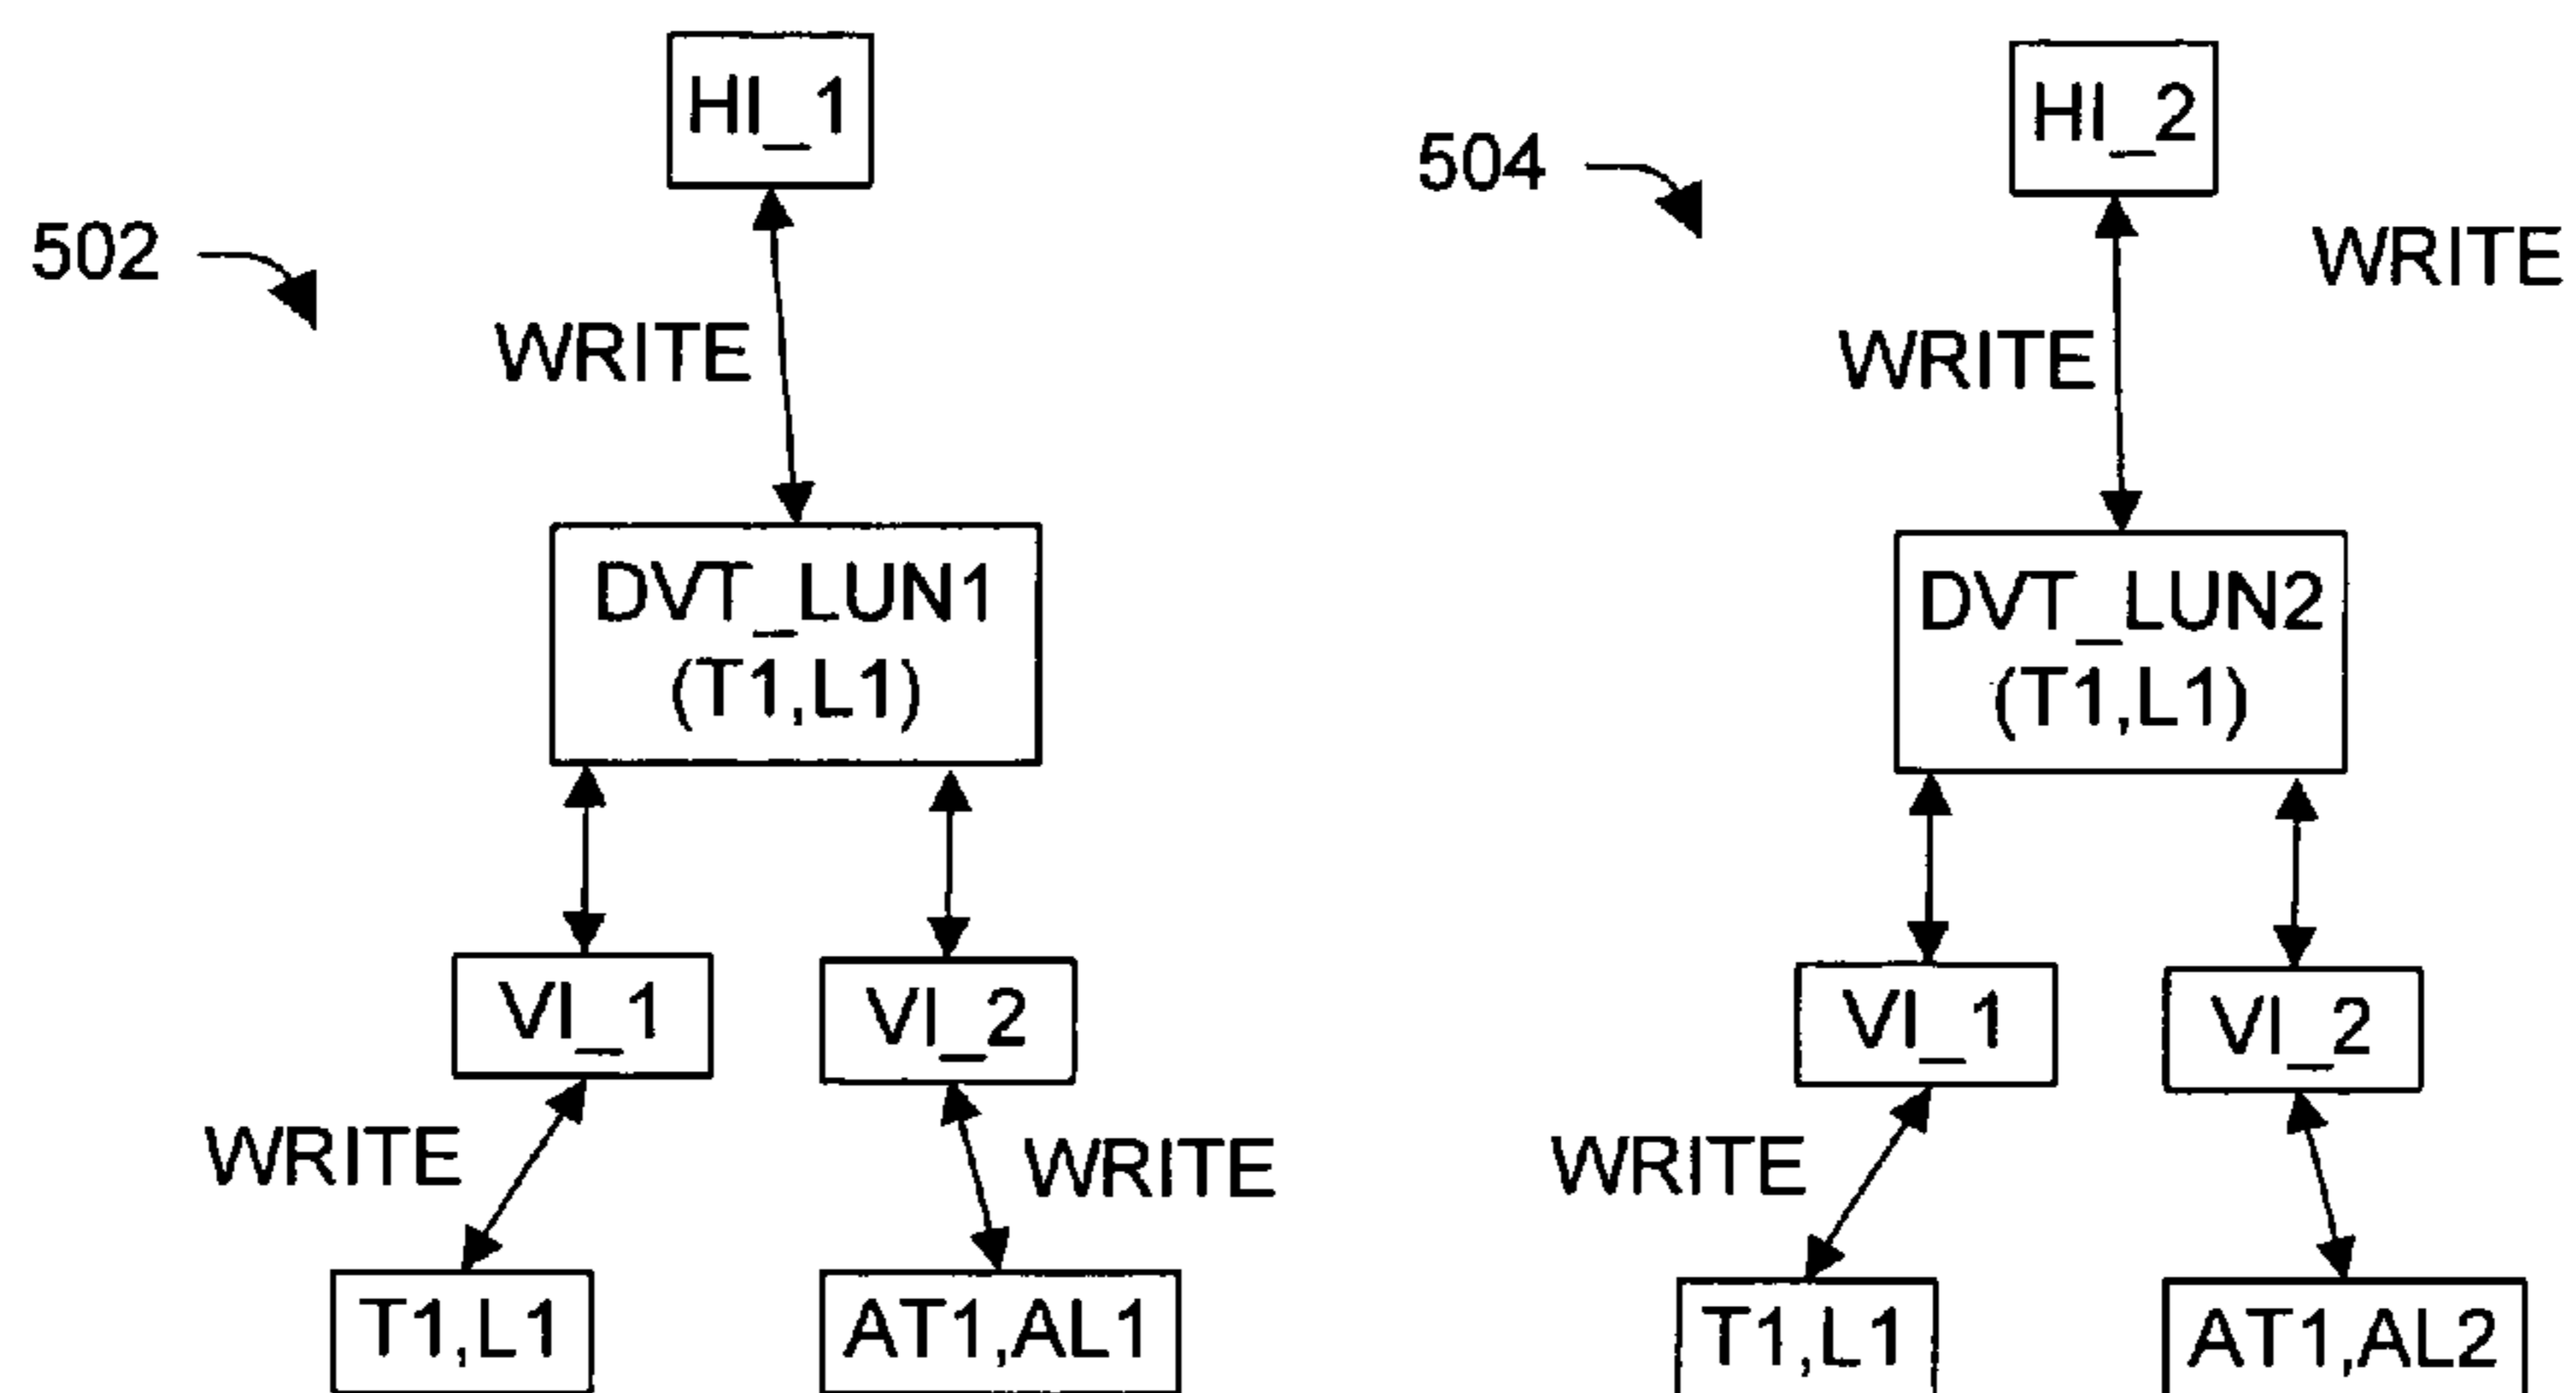 HI_1
502
WRITE
DVT_LUN1
(T1,L1)
VI_1
VI_2
WRITE
WRITE
T1,L1
AT1,AL1
HI_2
504
WRITE
WRITE
DVT_LUN2
(T1,L1)
VI_1
VI_2
WRITE
T1,L1
AT1,AL2